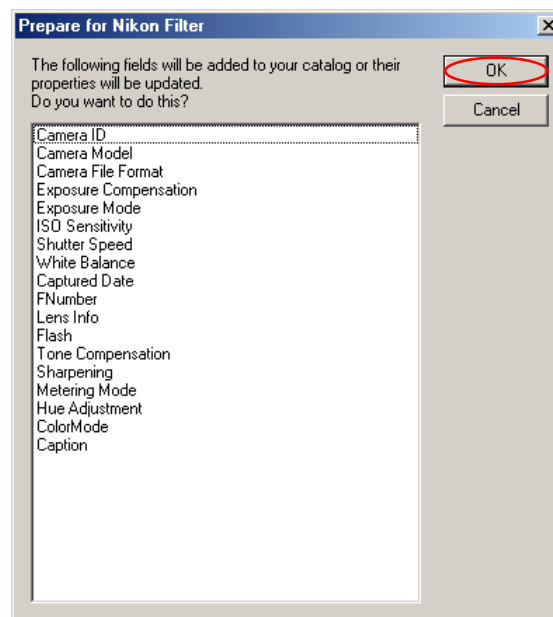 Prepare for Nikon Filter
The following fields will be added to your catalog or their
properties will be updated.
Do you want to do this?
OK
Cancel
Camera ID
Camera Model
Camera File Format
Exposure Compensation
Exposure Mode
ISO Sensitivity
Shutter Speed
White Balance
Captured Date
FNumber
Lens Info
Flash
Tone Compensation
Sharpening
Metering Mode
Hue Adjustment
ColorMode
Caption